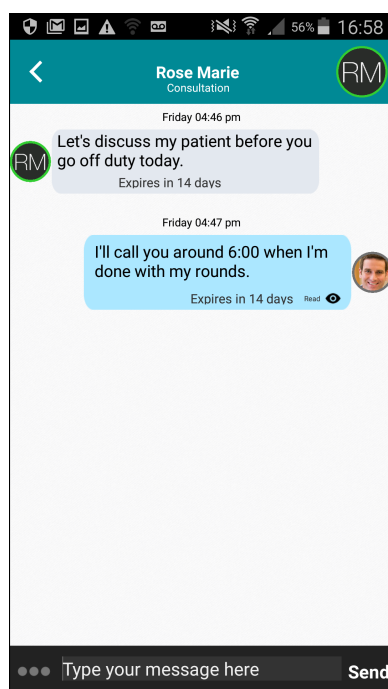 56% 16:58
Rose Marie
RM
Consultation
Friday 04:46 pm
Let's discuss my patient before you
RM
go off duty today.
Expires in 14 days
Friday 04:47 pm
I'll call you around 6:00 when I'm
done with my rounds.
Expires in 14 days Read
Type your message here Send